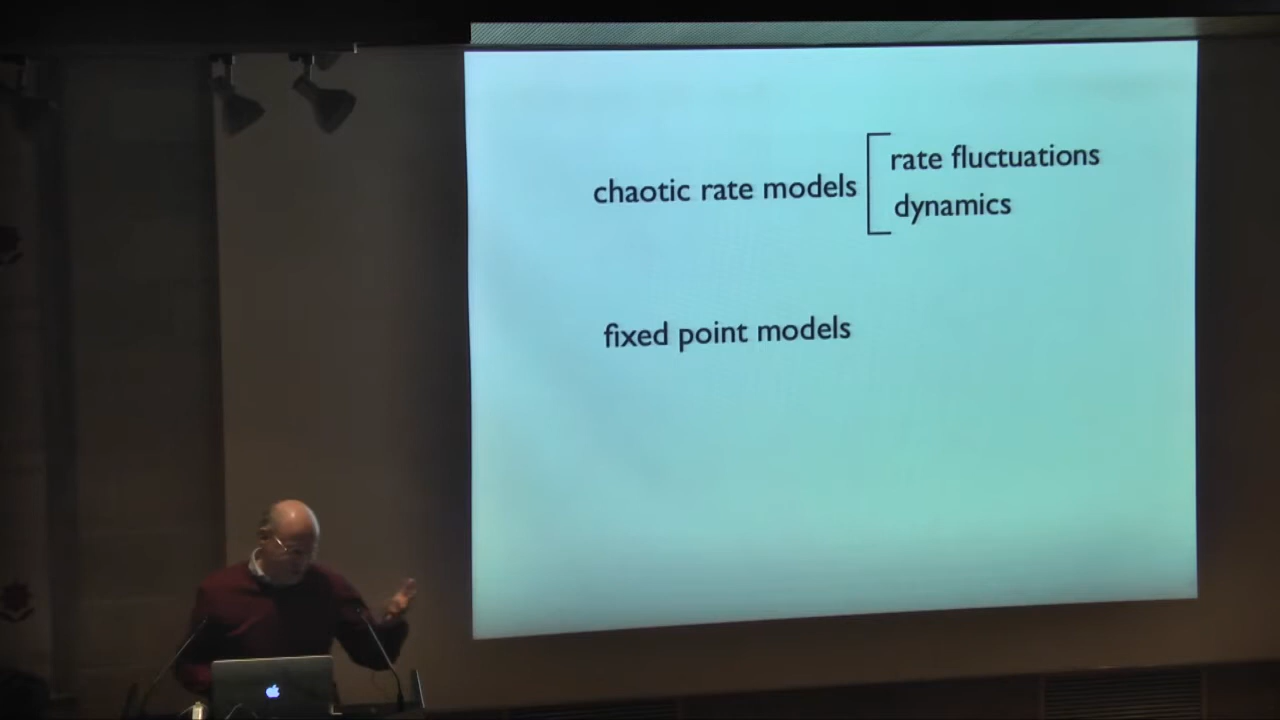 rate fluctuations
chaotic rate models
dynamics
fixed point models